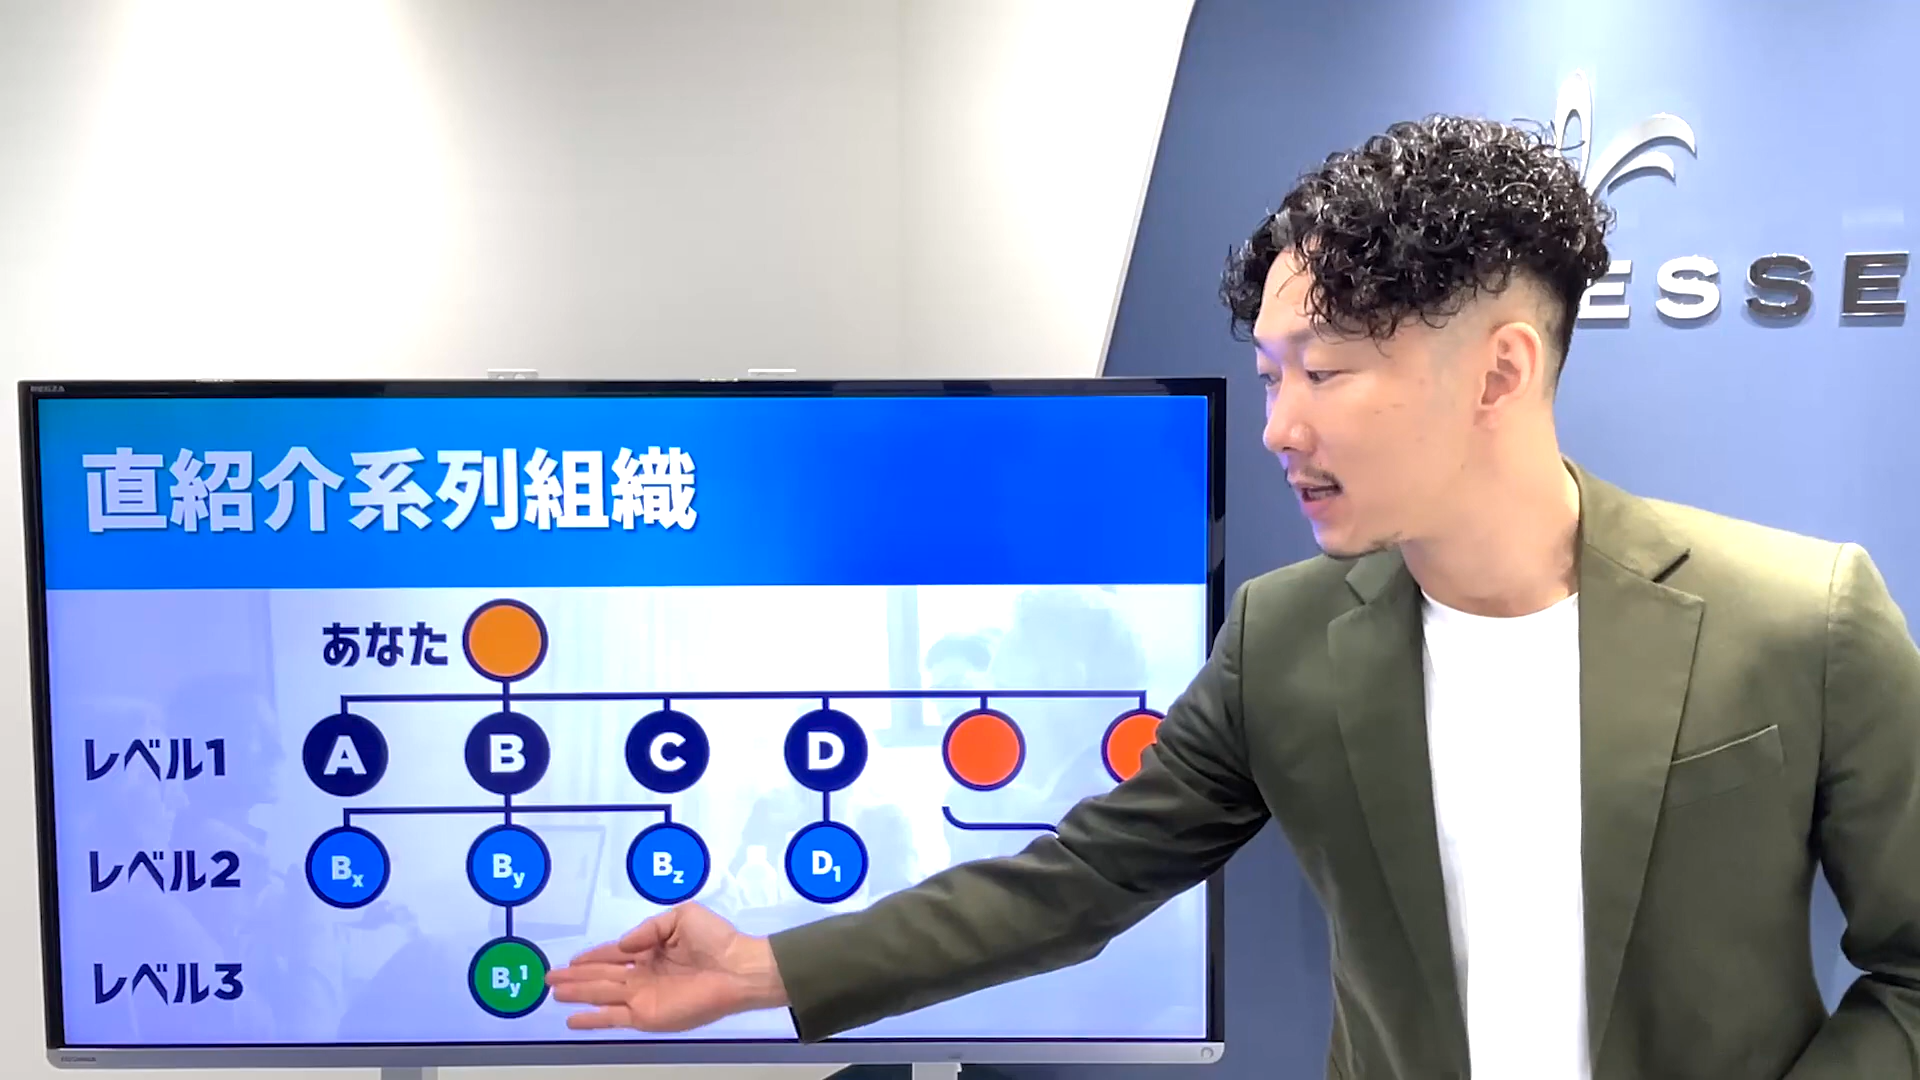 ESSE
REGZA
直紹介系列組織
あなた
レベル1 A B C D
レベル2 Bx By Bz D1
レベル3 By1